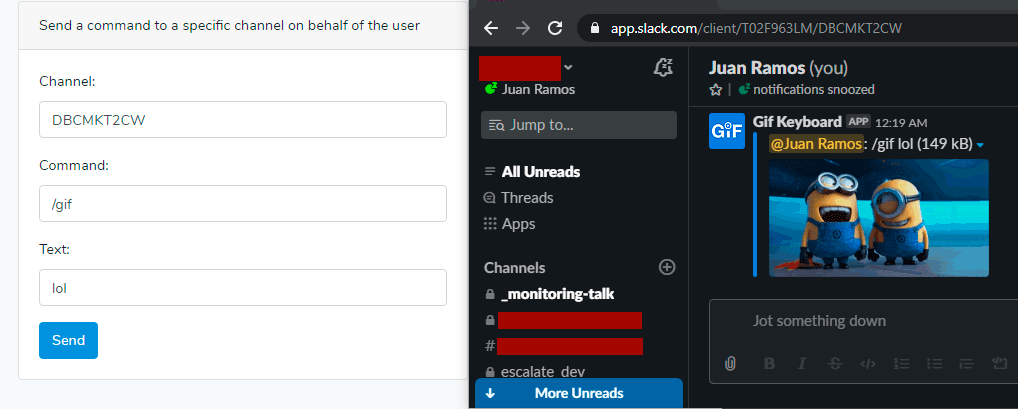 Send a command to a specific channel on behalf of the user
Channel:
DBCMKT2CW
Command:
/gif
Text:
lol
Send
app.slack.com/client/T02F963LM/DBCMKT2CW
Juan Ramos
Jump to...
All Unreads
Threads
Apps
Channels
_monitoring-talk
#
escalate_dev
More Unreads
Juan Ramos (you)
notifications snoozed
GIF
Gif Keyboard APP 12:19 AM
@Juan Ramos: /gif lol (149 kB)
Jot something down